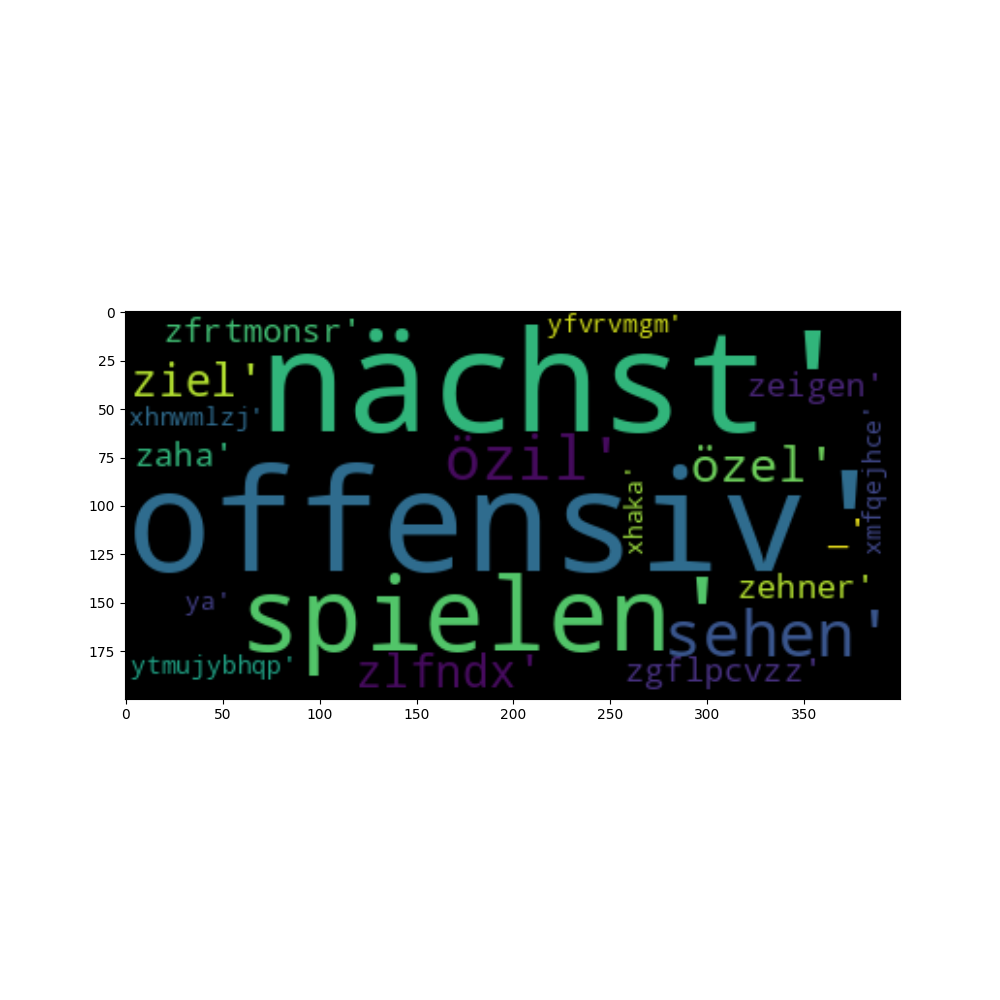 0
25
50
75
100
125
150
175
zfrtmonsr'
yfvrvmgm'
nächst'
ziel'
zeigen'
xhnwmlzj'
zaha'
özil'
özel'
xmfqejhce'
xhaka'
offensiv'
_'
spielen'
zehner'
ya'
sehen'
ytmujybhqp'
zlfndx'
zgflpcvzz'
0 50 100 150 200 250 300 350